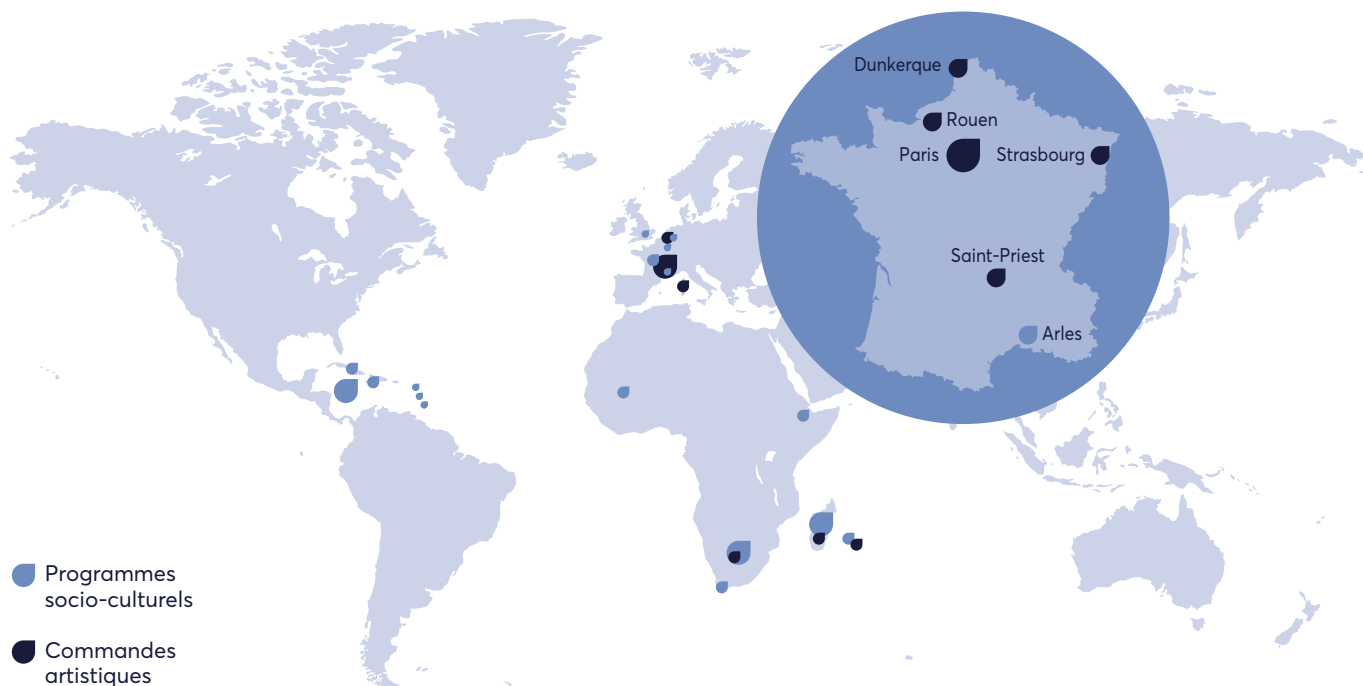 Dunkerque
Rouen
Paris
Strasbourg
Saint-Priest
Arles
Programmes
socio-culturels
Commandes
artistiques